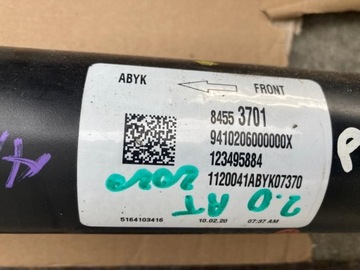 ABYK FRONT
8455 3701
9410206000000X
123495884
1120041ABYK07370
2.0 AT
2020
5164103416 10.02.20 07:37 AM
P